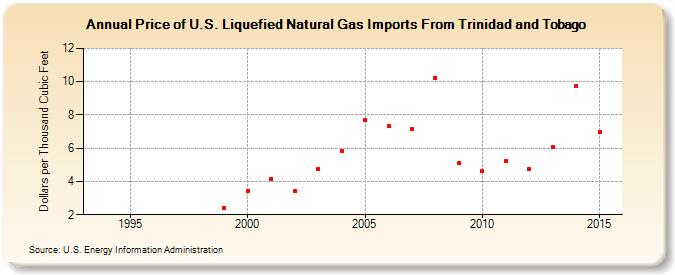 Annual Price of U.S. Liquefied Natural Gas Imports From Trinidad and Tobago
Dollars per Thousand Cubic Feet
12
10
8
6
4
2
1995 2000 2005 2010 2015
Source: U.S. Energy Information Administration